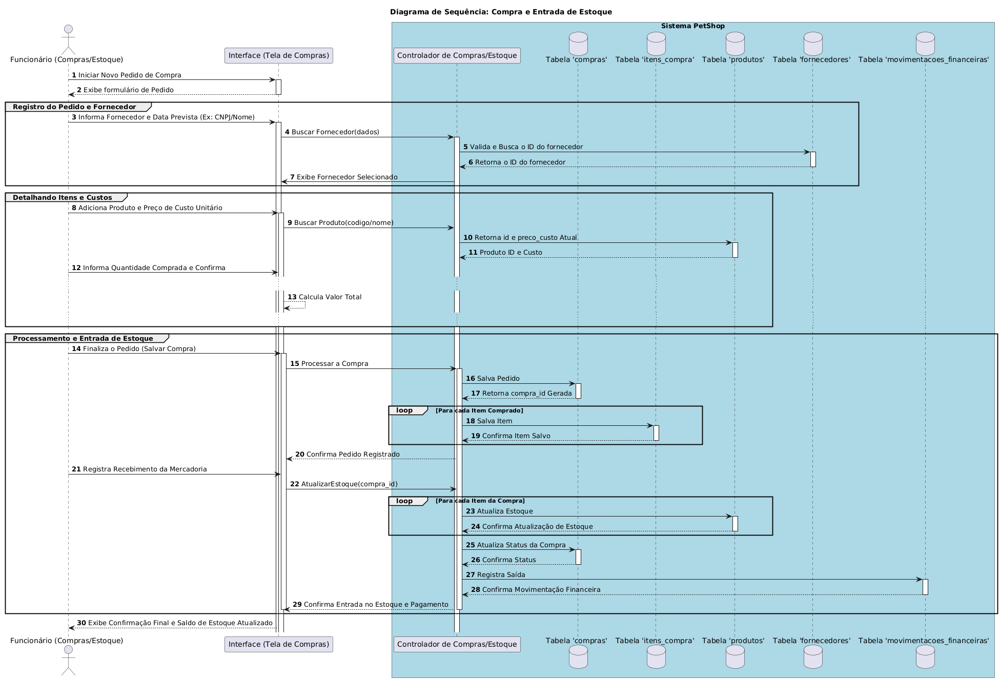 Diagrama de Sequência: Compra e Entrada de Estoque
Sistema PetShop
Funcionário (Compras/Estoque)
Interface (Tela de Compras)
Controlador de Compras/Estoque
Tabela 'compras'
Tabela 'itens_compra'
Tabela 'produtos'
Tabela 'fornecedores'
Tabela 'movimentacoes_financeiras'
1 Iniciar Novo Pedido de Compra
2 Exibe formulário de Pedido
Registro do Pedido e Fornecedor
3 Informa Fornecedor e Data Prevista (Ex: CNPJ/Nome)
4 Buscar Fornecedor(dados)
5 Valida e Busca o ID do fornecedor
6 Retorna o ID do fornecedor
7 Exibe Fornecedor Selecionado
Detalhando Itens e Custos
8 Adiciona Produto e Preço de Custo Unitário
9 Buscar Produto(codigo/nome)
10 Retorna id e preco_custo Atual
11 Produto ID e Custo
12 Informa Quantidade Comprada e Confirma
13 Calcula Valor Total
Processamento e Entrada de Estoque
14 Finaliza o Pedido (Salvar Compra)
15 Processar a Compra
16 Salva Pedido
17 Retorna compra_id Gerada
loop [Para cada Item Comprado]
18 Salva Item
19 Confirma Item Salvo
20 Confirma Pedido Registrado
21 Registra Recebimento da Mercadoria
22 AtualizarEstoque(compra_id)
loop [Para cada Item da Compra]
23 Atualiza Estoque
24 Confirma Atualização de Estoque
25 Atualiza Status da Compra
26 Confirma Status
27 Registra Saída
28 Confirma Movimentação Financeira
29 Confirma Entrada no Estoque e Pagamento
30 Exibe Confirmação Final e Saldo de Estoque Atualizado
Funcionário (Compras/Estoque)
Interface (Tela de Compras)
Controlador de Compras/Estoque
Tabela 'compras'
Tabela 'itens_compra'
Tabela 'produtos'
Tabela 'fornecedores'
Tabela 'movimentacoes_financeiras'